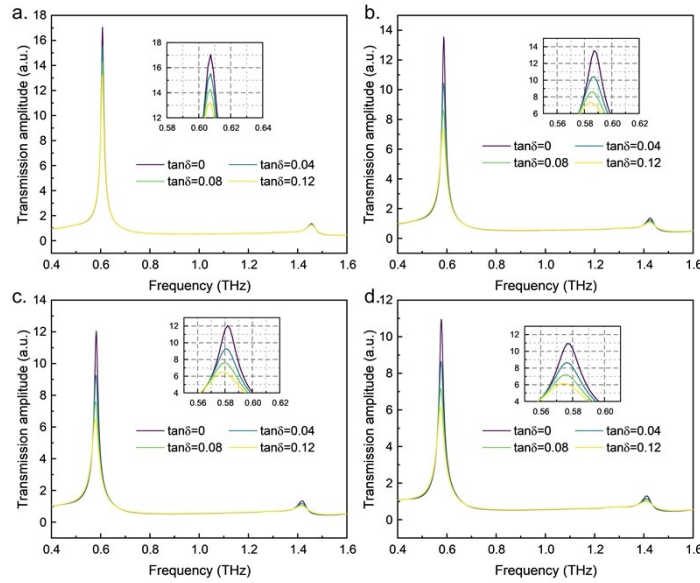 a.
18
16
14
12
10
8
6
4
2
0
Transmission amplitude (a.u.)
18
16
14
12
0.58 0.60 0.62 0.64
tanδ=0 tanδ=0.04
tanδ=0.08 tanδ=0.12
0.4 0.6 0.8 1.0 1.2 1.4 1.6
Frequency (THz)
b.
16
14
12
10
8
6
4
2
0
Transmission amplitude (a.u.)
14
12
10
8
6
0.56 0.58 0.60 0.62
tanδ=0 tanδ=0.04
tanδ=0.08 tanδ=0.12
0.4 0.6 0.8 1.0 1.2 1.4 1.6
Frequency (THz)
c.
14
12
10
8
6
4
2
0
Transmission amplitude (a.u.)
12
10
8
6
4
0.56 0.58 0.60 0.62
tanδ=0 tanδ=0.04
tanδ=0.08 tanδ=0.12
0.4 0.6 0.8 1.0 1.2 1.4 1.6
Frequency (THz)
d.
12
10
8
6
4
2
0
Transmission amplitude (a.u.)
12
10
8
6
4
0.56 0.58 0.60
tanδ=0 tanδ=0.04
tanδ=0.08 tanδ=0.12
0.4 0.6 0.8 1.0 1.2 1.4 1.6
Frequency (THz)